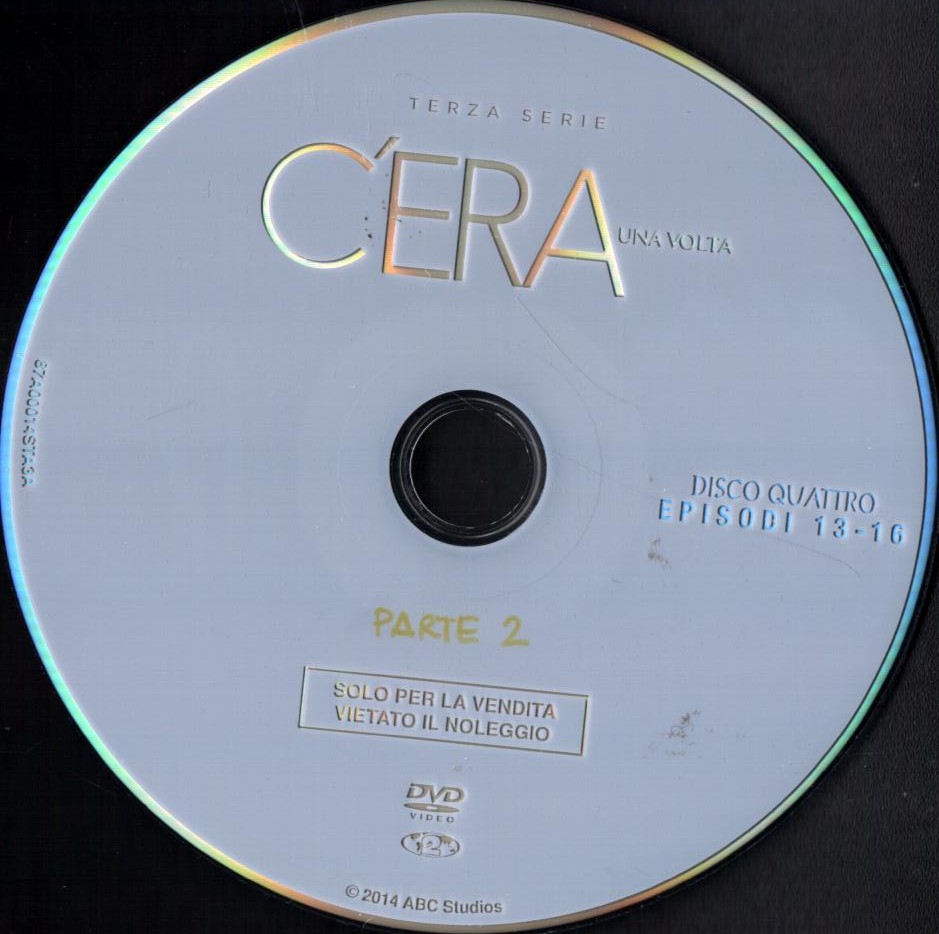 TERZA SERIE
C'ERA
UNA VOLTA
DISCO QUATTRO
EPISODI 13-16
PARTE 2
SOLO PER LA VENDITA
VIETATO IL NOLEGGIO
DVD
VIDEO
2
© 2014 ABC Studios